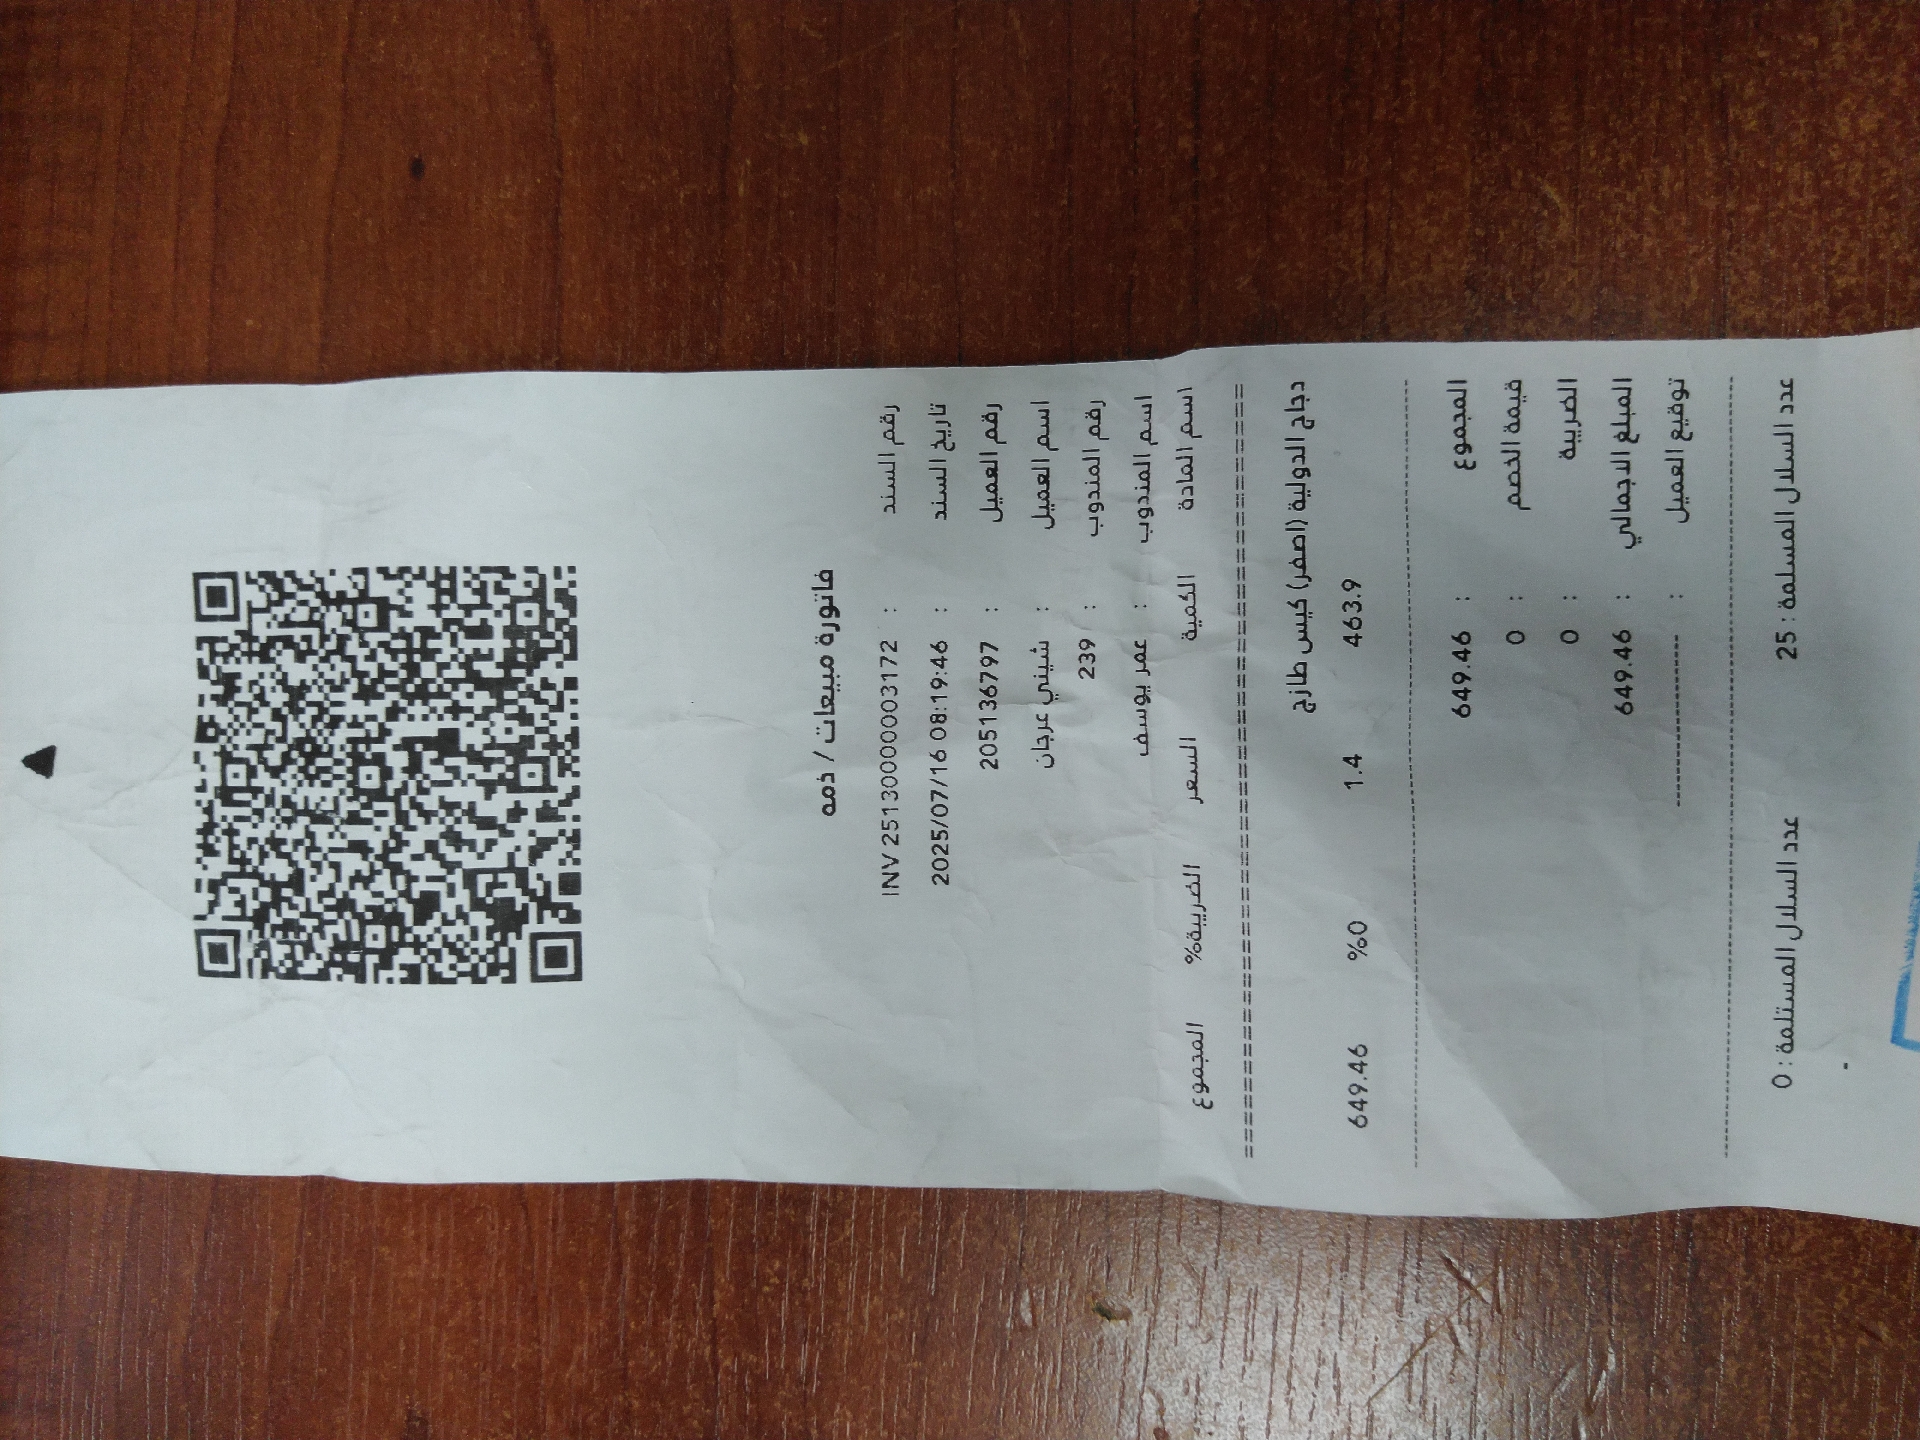 فاتورة مبيعات / ذمه
رقم السند : INV 2513000003172
تاريخ السند : 2025/07/16 08:19:46
رقم العميل : 205136797
اسم العميل : شيني عرجان
رقم المندوب : 239
اسم المندوب : عمر يوسف
اسم المادة الكمية السعر الضريبة% المجموع
==================================================
دجاج الدولية (اصفر) كيس طازج
463.9 1.4 %0 649.46
--------------------------------------------------
المجموع : 649.46
قيمة الخصم : 0
الضريبة : 0
المبلغ الاجمالي : 649.46
توقيع العميل : --------------------
--------------------------------------------------
عدد السلال المسلمة : 25 عدد السلال المستلمة : 0